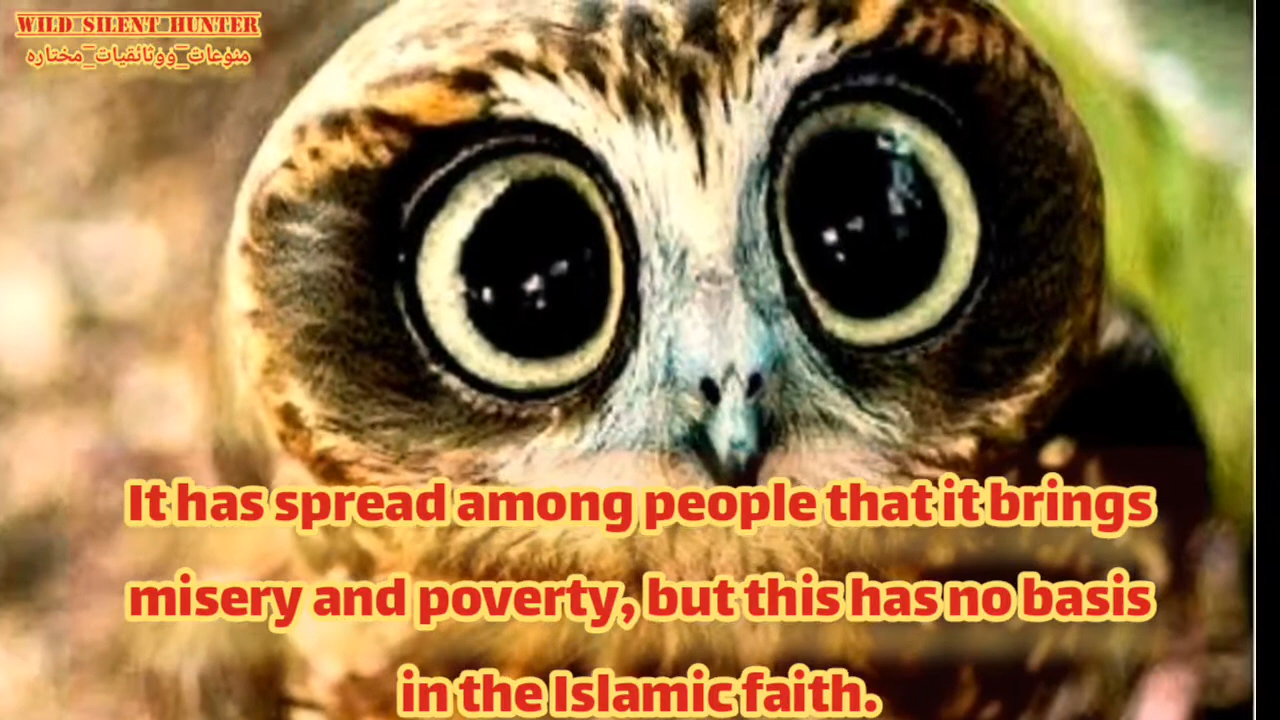 WILD SILENT HUNTER
منوعات_ووثائقيات_مختاره
It has spread among people that it brings
misery and poverty, but this has no basis
in the Islamic faith.